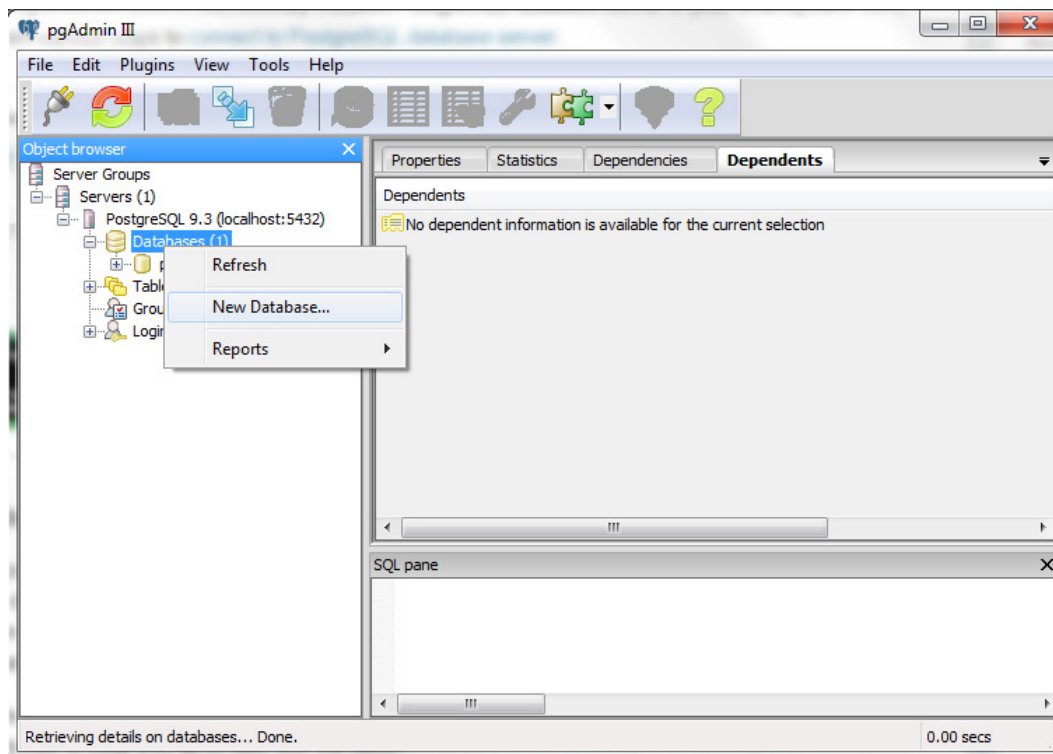 pgAdmin III
File Edit Plugins View Tools Help
Object browser
Server Groups
Servers (1)
PostgreSQL 9.3 (localhost:5432)
Databases (1)
Refresh
New Database...
Reports
Properties Statistics Dependencies Dependents
Dependents
No dependent information is available for the current selection
SQL pane
Retrieving details on databases... Done.
0.00 secs